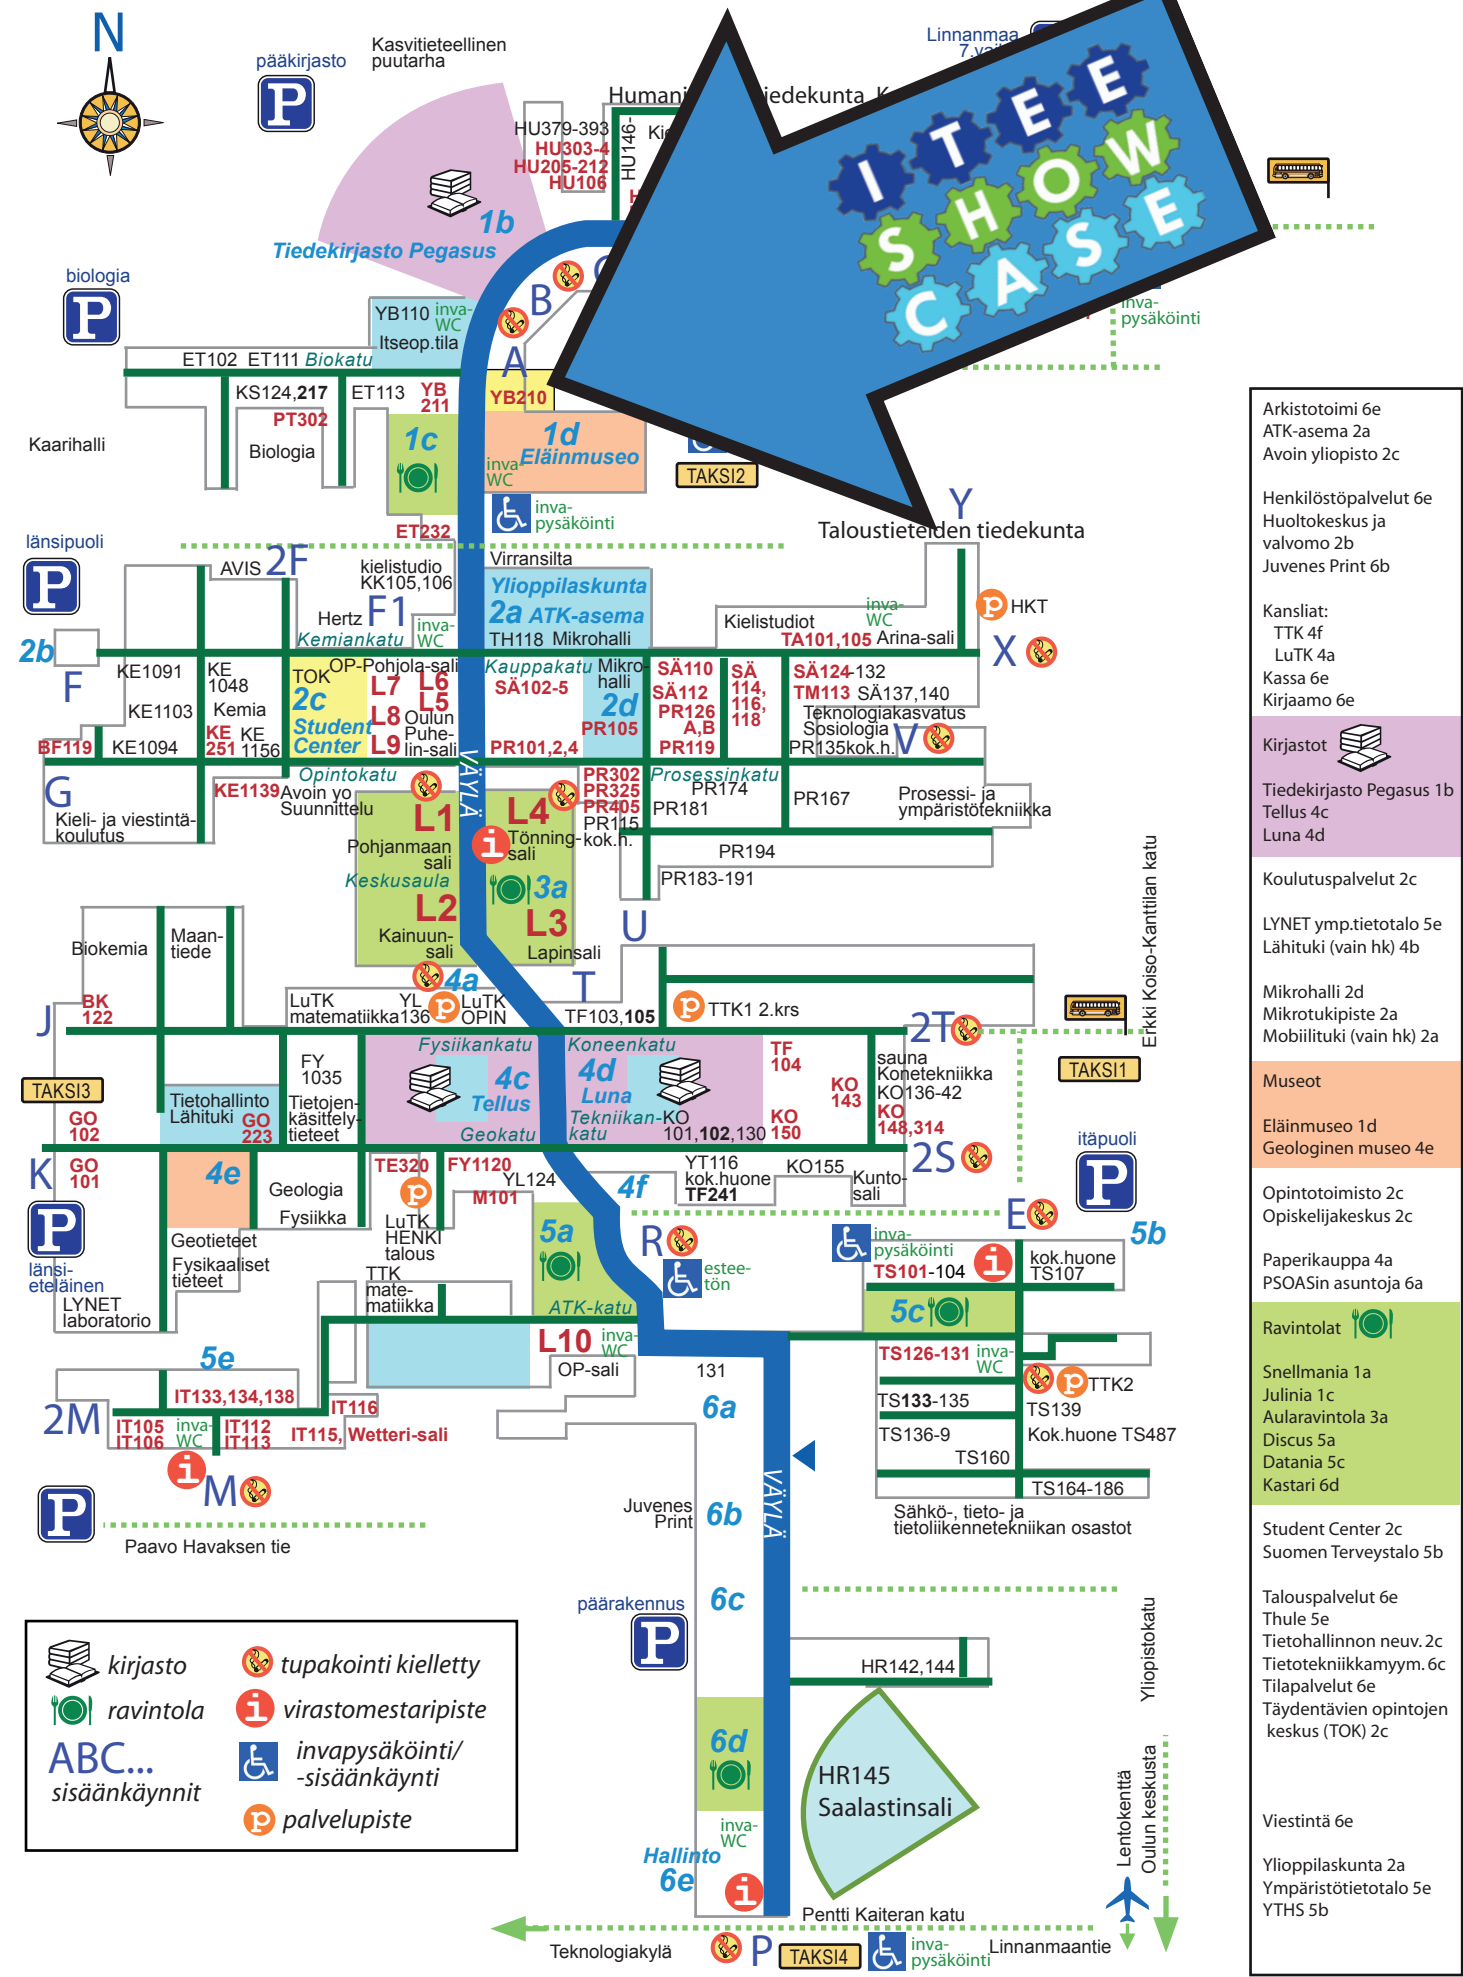 N
pääkirjasto
P
Kasvitieteellinen
puutarha
Linnanmaa
HU379-393
HU303-4
HU205-212
HU106
HU146-
ITEE
SHOW
CASE
1b
Tiedekirjasto Pegasus
biologia
P
YB110
inva-
WC
Itseop.tila
B
A
inva-
pysäköinti
ET102 ET111 Biokatu
KS124,217
ET113
YB
211
YB210
PT302
Kaarihalli
Biologia
1c
1d
Eläinmuseo
inva-
WC
TAKSI2
inva-
pysäköinti
ET232
Y
Taloustieteiden tiedekunta
länsipuoli
P
AVIS 2F
kielistudio
KK105,106
Virransilta
Ylioppilaskunta
2a ATK-asema
Hertz F1
inva-
WC
Kemiankatu
TH118 Mikrohalli
Kielistudiot
inva-
WC
TA101,105 Arina-sali
p HKT
X
2b
F
KE1091
KE
1048
Kemia
KE1103
KE
251
KE
1156
BF119
KE1094
TOK
2c
Student
Center
OP-Pohjola-sali
L7 L6
L5
L8 Oulun
Puhe-
L9 lin-sali
Kauppakatu
SÄ102-5
Mikro-
halli
2d
PR105
PR101,2,4
SÄ110
SÄ112
PR126
A,B
PR119
SÄ
114,
116,
118
SÄ124-132
TM113 SÄ137,140
Teknologiakasvatus
Sosiologia
PR135kok.h.
V
VÄYLÄ
G
KE1139
Opintokatu
Avoin yo
Suunnittelu
Kieli- ja viestintä-
koulutus
PR302
PR325
PR405
PR115
kok.h.
Prosessinkatu
PR174
PR181
PR167
Prosessi- ja
ympäristötekniikka
L1
Pohjanmaan
sali
Keskusaula
L2
Kainuun-
sali
L4
i
Tönning-
sali
3a
L3
Lapinsali
PR194
PR183-191
U
Erkki Koiso-Kanttilan katu
Biokemia
Maan-
tiede
4a
T
J
BK
122
LuTK
matematiikka
YL
136
p
LuTK
OPIN
TF103,105
p TTK1 2.krs
2T
TAKSI1
TAKSI3
FY
1035
Tietojen-
käsittely-
tieteet
Tietohallinto
Lähituki
GO
223
Fysiikankatu
4c
Tellus
Geokatu
Koneenkatu
4d
Luna
Tekniikan-
katu
KO
101,102,130
TF
104
KO
150
KO
143
sauna
Konetekniikka
KO136-42
KO
148,314
GO
102
K
GO
101
4e
Geologia
Fysiikka
TE320
p
LuTK
HENKI
talous
FY1120
YL124
M101
4f
YT116
kok.huone
TF241
KO155
Kunto-
sali
2S
itäpuoli
P
P
länsi-
eteläinen
LYNET
laboratorio
Geotieteet
Fysikaaliset
tieteet
TTK
mate-
matiikka
5a
ATK-katu
R
estee-
tön
E
5b
inva-
pysäköinti
TS101-104
i
kok.huone
TS107
5c
5e
L10
inva-
WC
OP-sali
131
TS126-131
inva-
WC
p TTK2
TS133-135
TS139
TS136-9
Kok.huone TS487
TS160
TS164-186
Sähkö-, tieto- ja
tietoliikennetekniikan osastot
2M
IT133,134,138
IT105
IT106
inva-
WC
IT112
IT113
IT116
IT115, Wetteri-sali
i
M
P
Paavo Havaksen tie
6a
VÄYLÄ
Juvenes
Print
6b
6c
päärakennus
P
HR142,144
6d
HR145
Saalastinsali
inva-
WC
Hallinto
6e
i
Pentti Kaiteran katu
Yliopistokatu
Lentokenttä
Oulun keskusta
Teknologiakylä
P
TAKSI4
inva-
pysäköinti
Linnanmaantie
kirjasto
ravintola
ABC...
sisäänkäynnit
tupakointi kielletty
i virastomestaripiste
invapysäköinti/
-sisäänkäynti
p palvelupiste
Arkistotoimi 6e
ATK-asema 2a
Avoin yliopisto 2c
Henkilöstöpalvelut 6e
Huoltokeskus ja
valvomo 2b
Juvenes Print 6b
Kansliat:
TTK 4f
LuTK 4a
Kassa 6e
Kirjaamo 6e
Kirjastot
Tiedekirjasto Pegasus 1b
Tellus 4c
Luna 4d
Koulutuspalvelut 2c
LYNET ymp.tietotalo 5e
Lähituki (vain hk) 4b
Mikrohalli 2d
Mikrotukipiste 2a
Mobiilituki (vain hk) 2a
Museot
Eläinmuseo 1d
Geologinen museo 4e
Opintotoimisto 2c
Opiskelijakeskus 2c
Paperikauppa 4a
PSOASin asuntoja 6a
Ravintolat
Snellmania 1a
Julinia 1c
Aularavintola 3a
Discus 5a
Datania 5c
Kastari 6d
Student Center 2c
Suomen Terveystalo 5b
Talouspalvelut 6e
Thule 5e
Tietohallinnon neuv. 2c
Tietotekniikkamyym. 6c
Tilapalvelut 6e
Täydentävien opintojen
keskus (TOK) 2c
Viestintä 6e
Ylioppilaskunta 2a
Ympäristötietotalo 5e
YTHS 5b